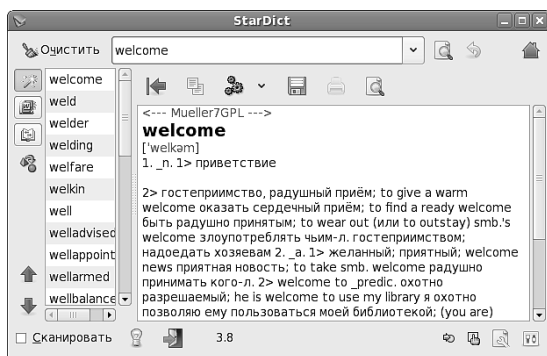 StarDict
Очистить
welcome
welcome
weld
welder
welding
welfare
welkin
well
welladvised
wellappoint
wellarmed
wellbalance
<--- Mueller7GPL --->
welcome
['welkəm]
1. _n. 1> приветствие
2> гостеприимство, радушный приём; to give a warm
welcome оказать сердечный приём; to find a ready welcome
быть радушно принятым; to wear out (или to outstay) smb.'s
welcome злоупотреблять чьим-л. гостеприимством;
надоедать хозяевам 2. _a. 1> желанный; приятный; welcome
news приятная новость; to take smb. welcome радушно
принимать кого-л. 2> welcome to _predic. охотно
разрешаемый; he is welcome to use my library я охотно
позволяю ему пользоваться моей библиотекой; (you are)
Сканировать
3.8